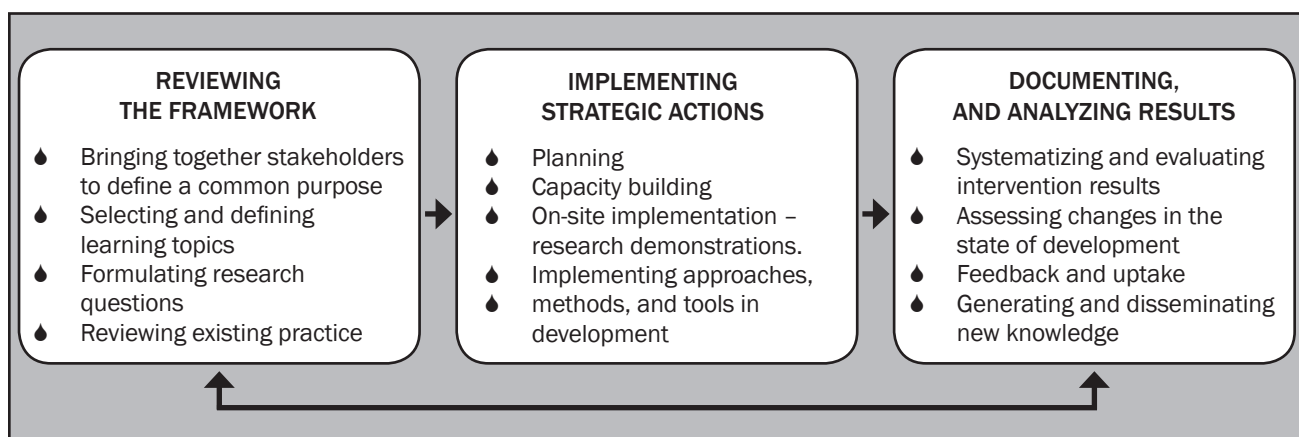 REVIEWING
THE FRAMEWORK
Bringing together stakeholders
to define a common purpose
Selecting and defining
learning topics
Formulating research
questions
Reviewing existing practice
IMPLEMENTING
STRATEGIC ACTIONS
Planning
Capacity building
On-site implementation –
research demonstrations.
Implementing approaches,
methods, and tools in
development
DOCUMENTING,
AND ANALYZING RESULTS
Systematizing and evaluating
intervention results
Assessing changes in the
state of development
Feedback and uptake
Generating and disseminating
new knowledge